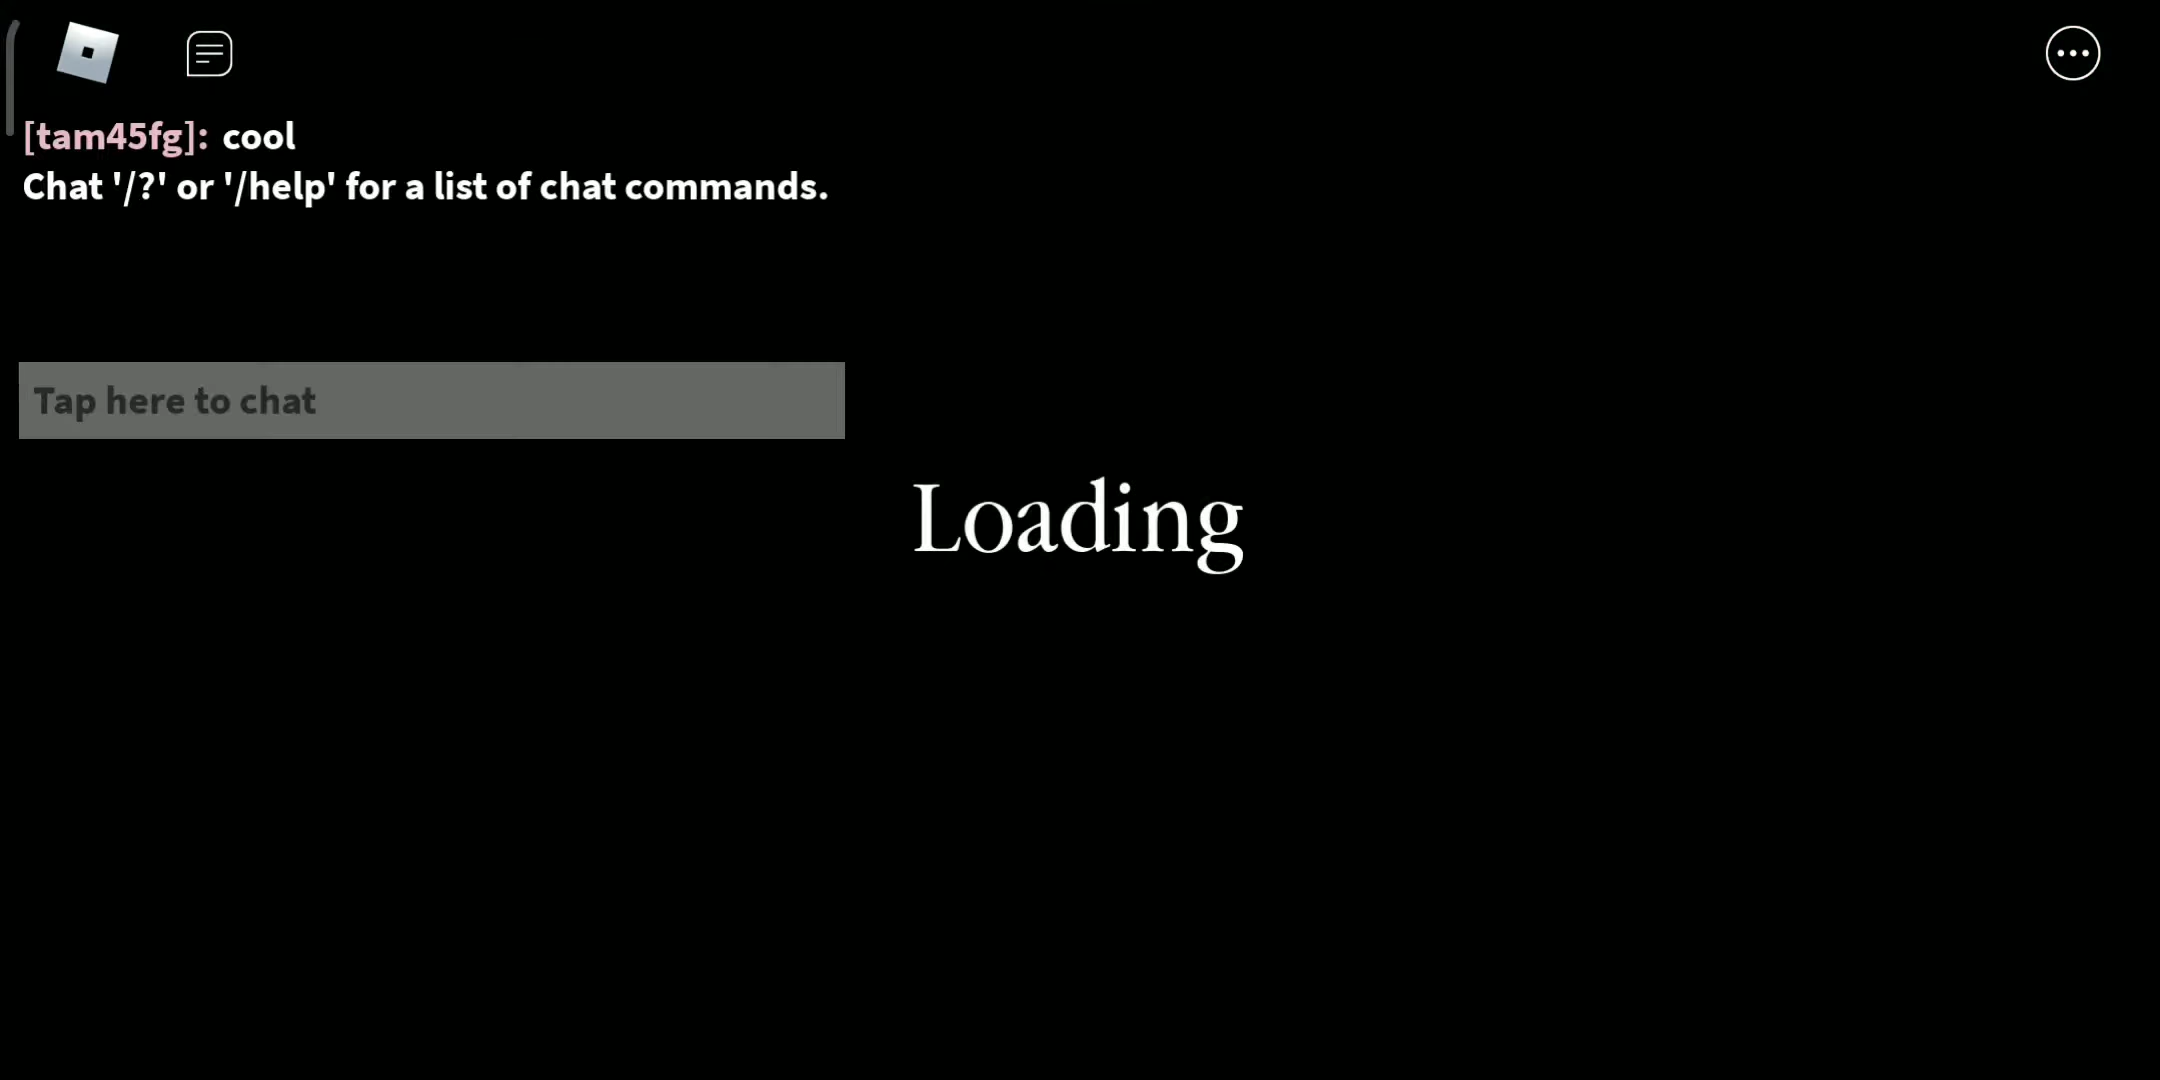 [tam45fg]: cool
Chat '/?' or '/help' for a list of chat commands.
Tap here to chat
Loading